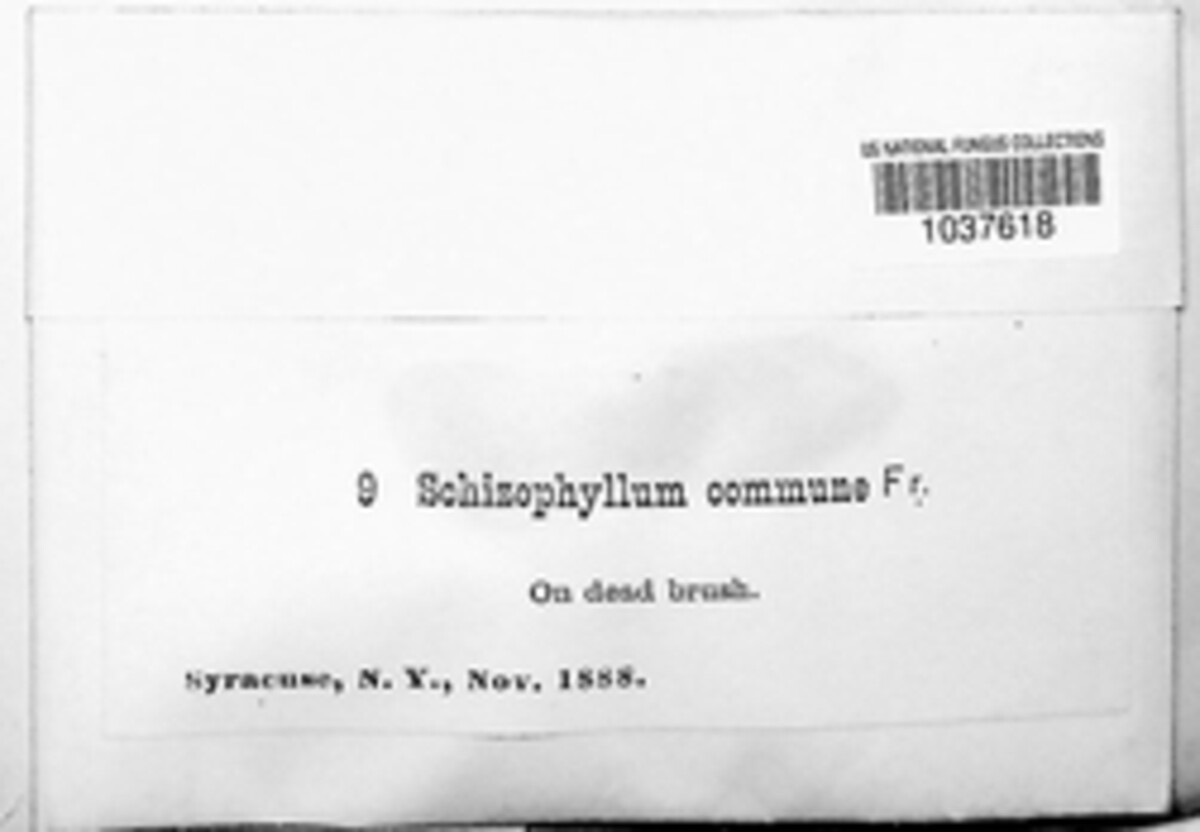 US NATIONAL FUNGUS COLLECTIONS
1037618
9 Schizophyllum commune Fr.
On dead brush.
Syracuse, N. Y., Nov. 1888.